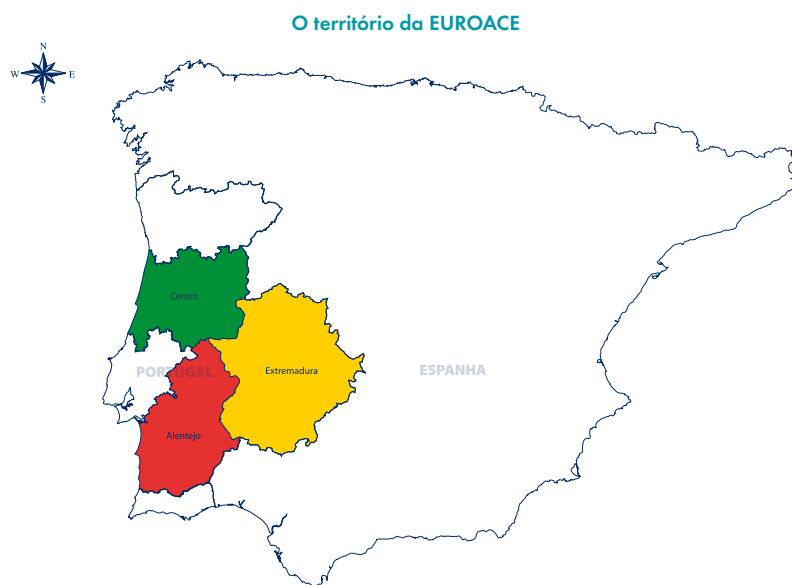 O território da EUROACE
N
W E
S
Centro
PORTUGAL
Extremadura
ESPANHA
Alentejo